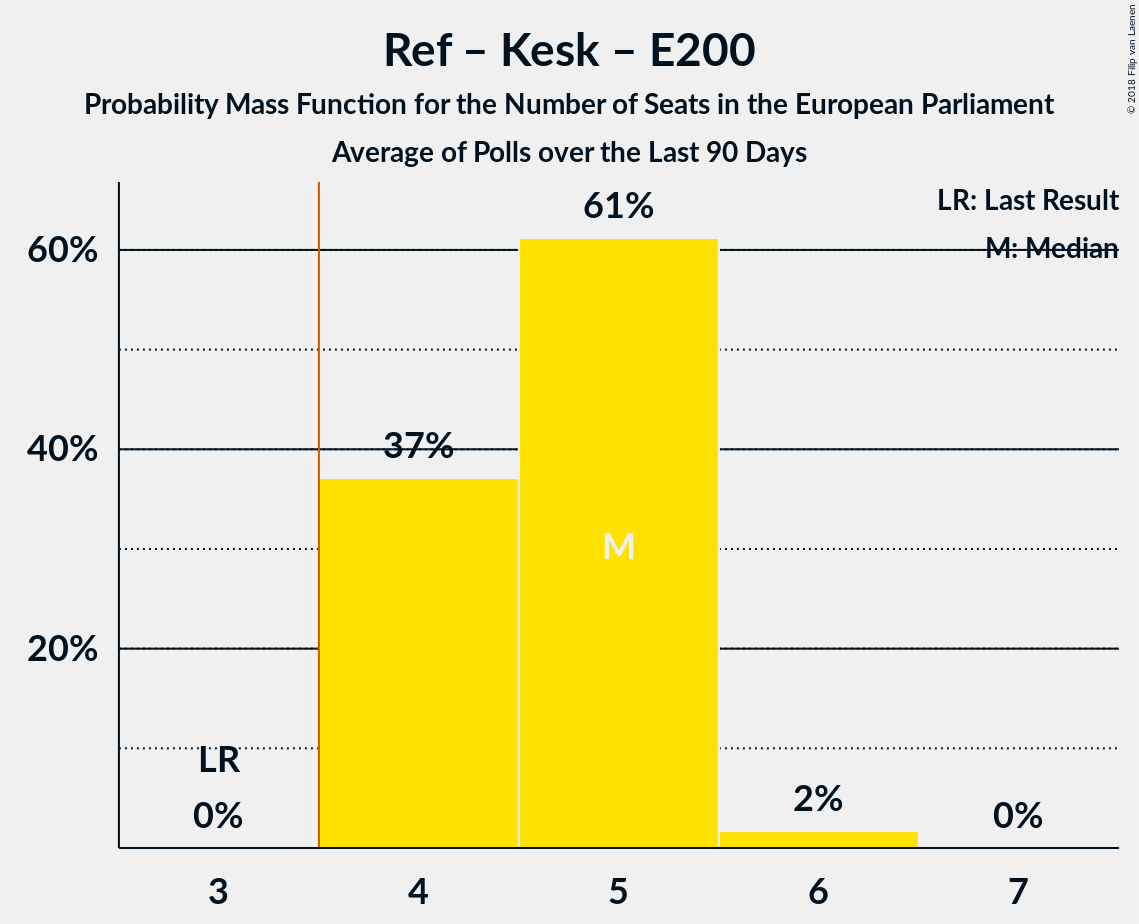 Ref – Kesk – E200
Probability Mass Function for the Number of Seats in the European Parliament
Average of Polls over the Last 90 Days
© 2018 Filip van Laenen
LR: Last Result
M: Median
61%
60%
37%
40%
M
20%
LR
0%
2%
0%
3 4 5 6 7